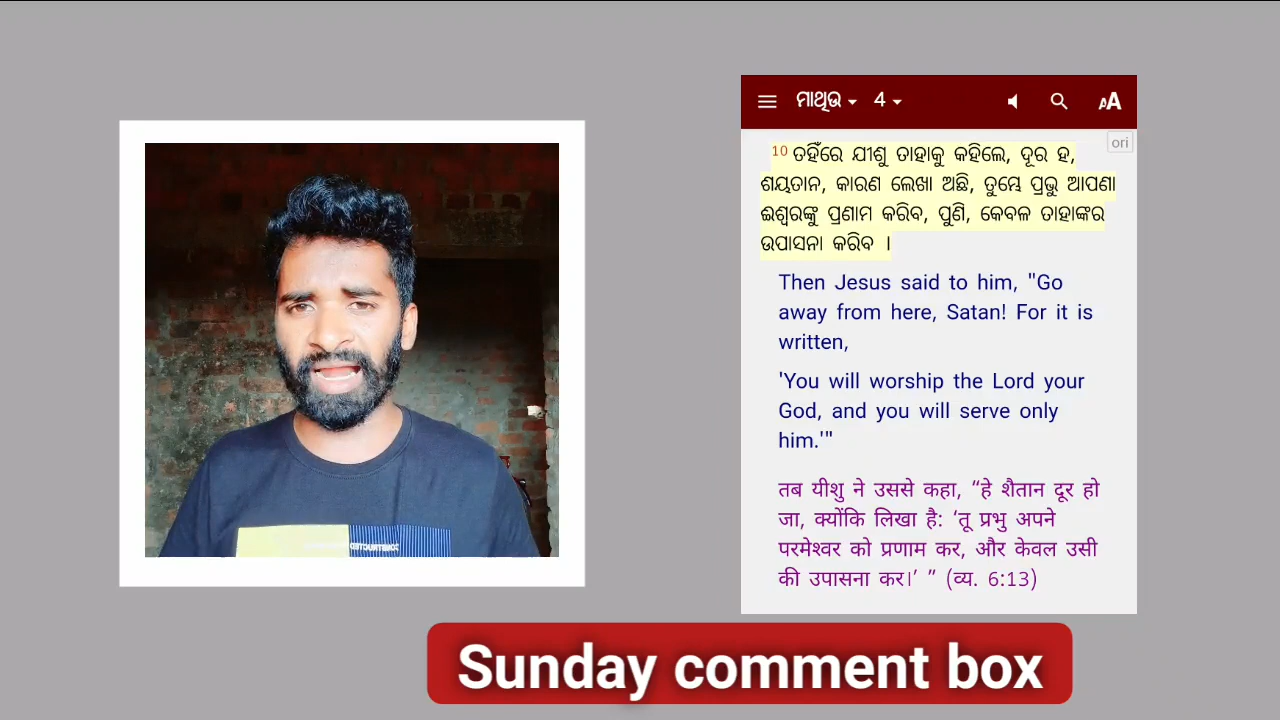 ମାଥିଉ 4
ori
10 ତହିଁରେ ଯୀଶୁ ତାହାକୁ କହିଲେ, ଦୂର ହ,
ଶୟତାନ, କାରଣ ଲେଖା ଅଛି, ତୁମ୍ଭେ ପ୍ରଭୁ ଆପଣା
ଈଶ୍ୱରଙ୍କୁ ପ୍ରଣାମ କରିବ, ପୁଣି, କେବଳ ତାହାଙ୍କର
ଉପାସନା କରିବ ।
Then Jesus said to him, "Go
away from here, Satan! For it is
written,
'You will worship the Lord your
God, and you will serve only
him.'"
तब यीशु ने उससे कहा, “हे शैतान दूर हो
जा, क्योंकि लिखा है: ‘तू प्रभु अपने
परमेश्‍वर को प्रणाम कर, और केवल उसी
की उपासना कर।’ ” (व्य. 6:13)
Sunday comment box